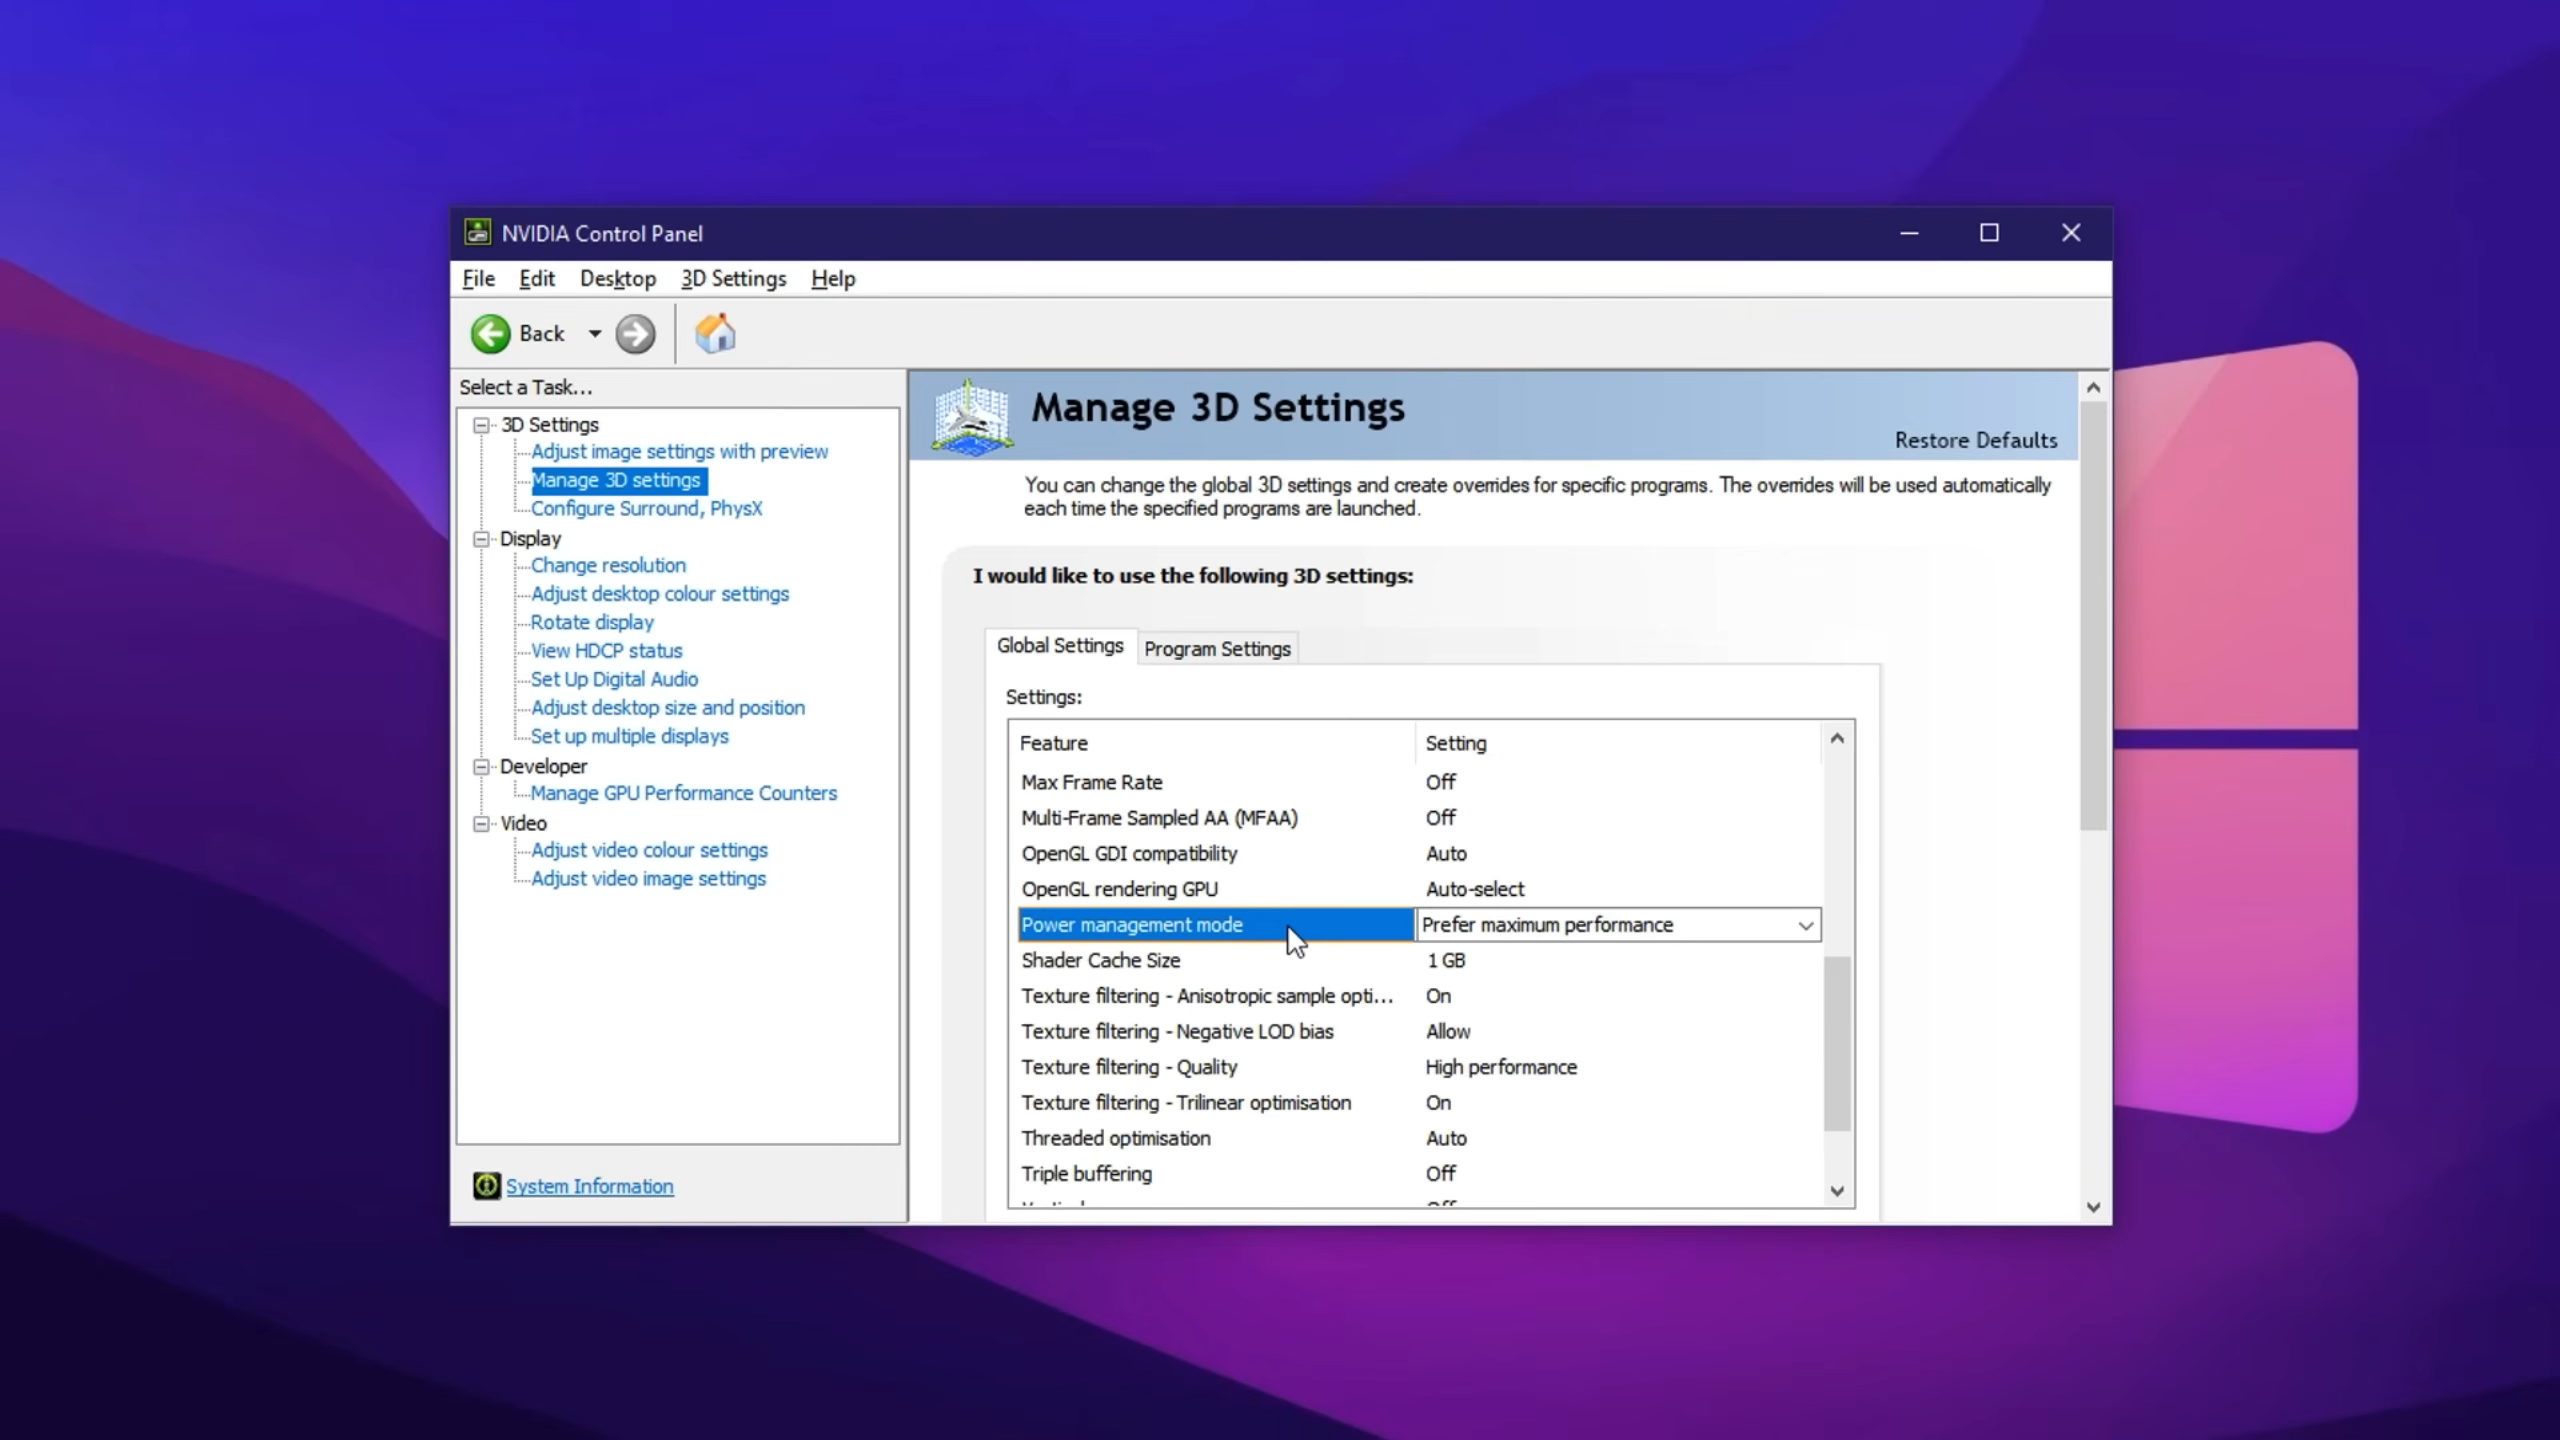 NVIDIA Control Panel
File Edit Desktop 3D Settings Help
Back
Select a Task...
3D Settings
Adjust image settings with preview
Manage 3D settings
Configure Surround, PhysX
Display
Change resolution
Adjust desktop colour settings
Rotate display
View HDCP status
Set Up Digital Audio
Adjust desktop size and position
Set up multiple displays
Developer
Manage GPU Performance Counters
Video
Adjust video colour settings
Adjust video image settings
System Information
Manage 3D Settings
Restore Defaults
You can change the global 3D settings and create overrides for specific programs. The overrides will be used automatically
each time the specified programs are launched.
I would like to use the following 3D settings:
Global Settings Program Settings
Settings:
Feature Setting
Max Frame Rate Off
Multi-Frame Sampled AA (MFAA) Off
OpenGL GDI compatibility Auto
OpenGL rendering GPU Auto-select
Power management mode Prefer maximum performance
Shader Cache Size 1 GB
Texture filtering - Anisotropic sample opti... On
Texture filtering - Negative LOD bias Allow
Texture filtering - Quality High performance
Texture filtering - Trilinear optimisation On
Threaded optimisation Auto
Triple buffering Off